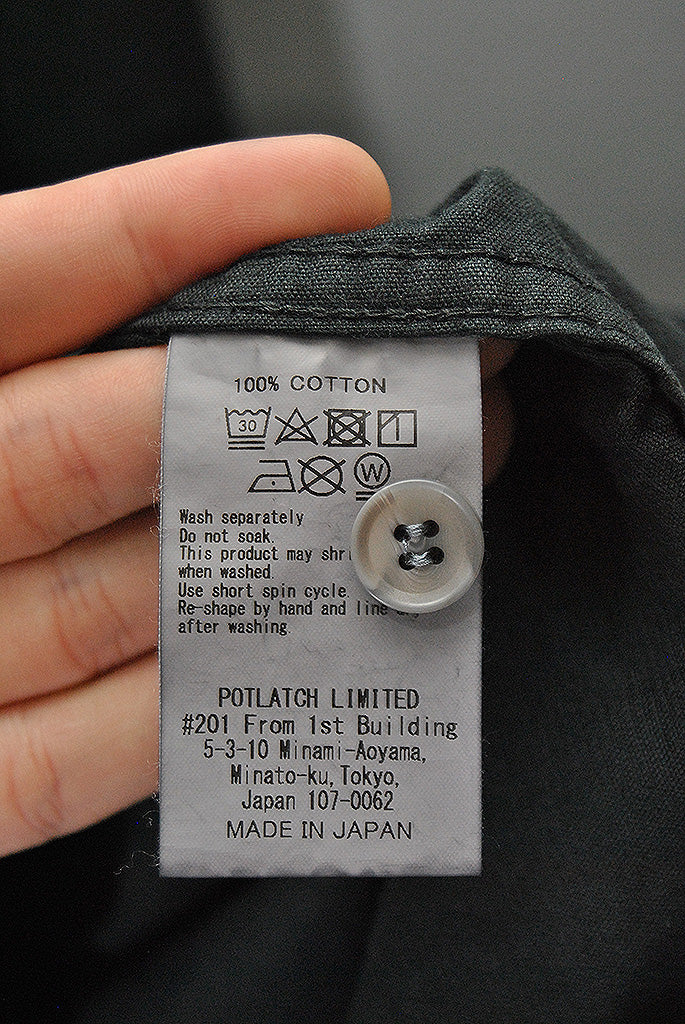 100% COTTON
30
W
Wash separately
Do not soak.
This product may
when washed.
Use short spin cycle
Re-shape by hand and line
after washing.
POTLATCH LIMITED
#201 From 1st Building
5-3-10 Minami-Aoyama,
Minato-ku, Tokyo,
Japan 107-0062
MADE IN JAPAN